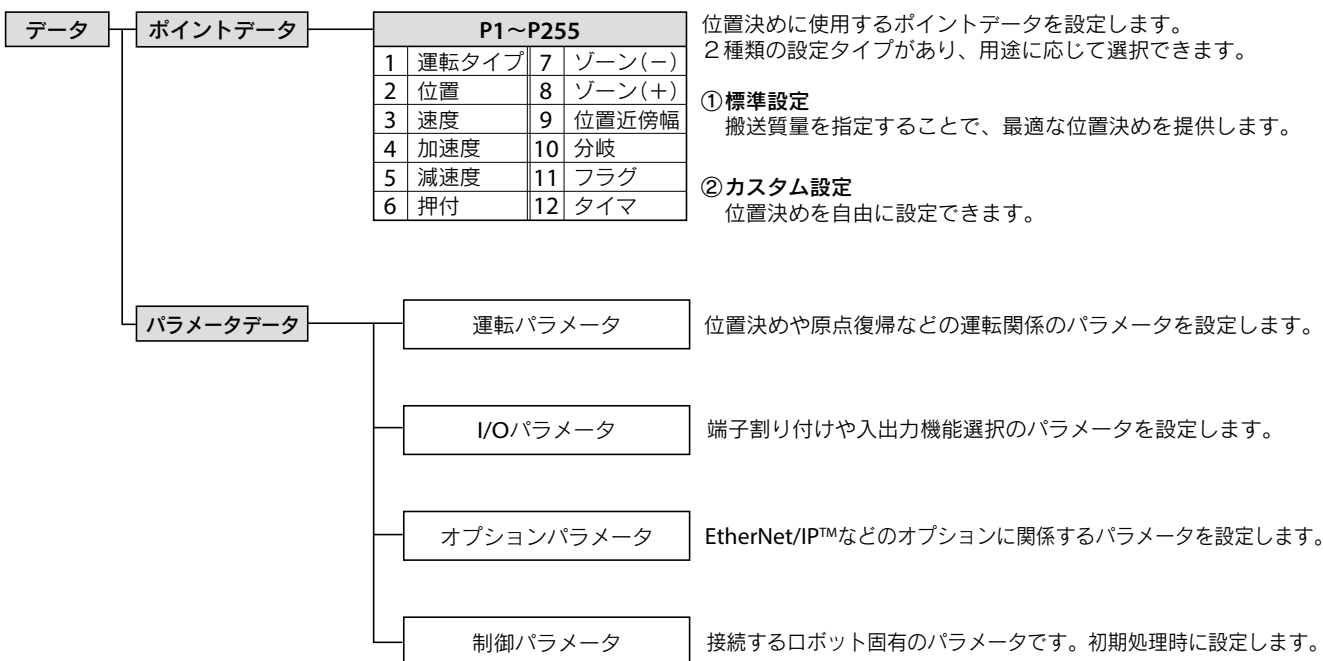 データ
ポイントデータ
P1～P255
1 運転タイプ 7 ゾーン(－)
2 位置 8 ゾーン(＋)
3 速度 9 位置近傍幅
4 加速度 10 分岐
5 減速度 11 フラグ
6 押付 12 タイマ
位置決めに使用するポイントデータを設定します。
２種類の設定タイプがあり、用途に応じて選択できます。
①標準設定
搬送質量を指定することで、最適な位置決めを提供します。
②カスタム設定
位置決めを自由に設定できます。
パラメータデータ
運転パラメータ
位置決めや原点復帰などの運転関係のパラメータを設定します。
I/Oパラメータ
端子割り付けや入出力機能選択のパラメータを設定します。
オプションパラメータ
EtherNet/IP™などのオプションに関係するパラメータを設定します。
制御パラメータ
接続するロボット固有のパラメータです。初期処理時に設定します。